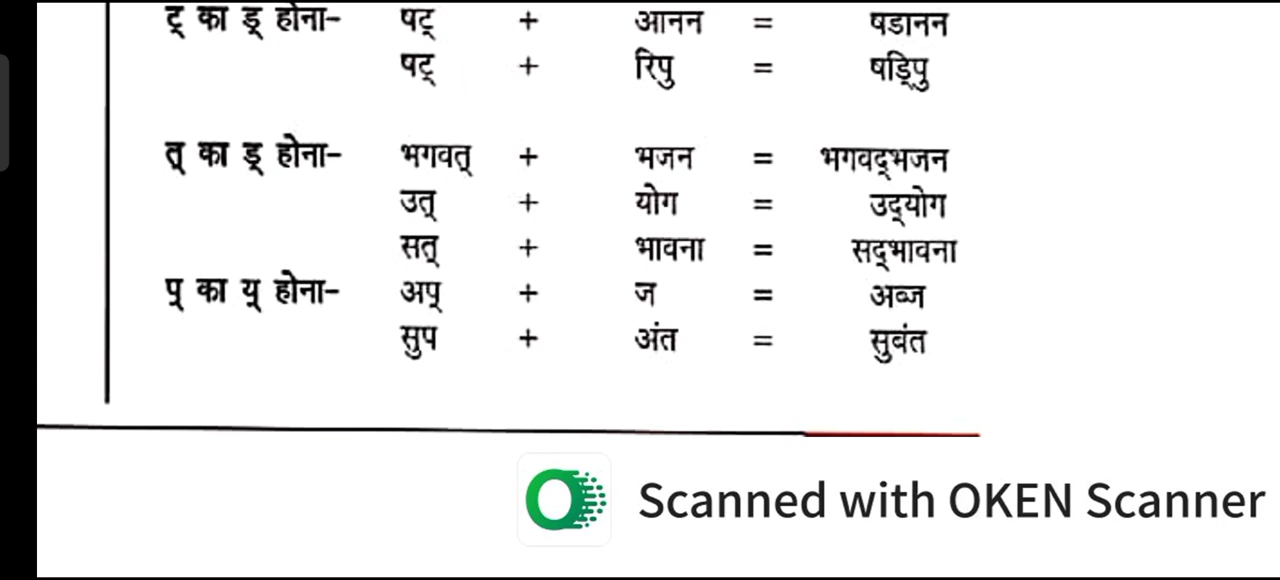 ट् का ड् होना- षट् + आनन = षडानन
षट् + रिपु = षड्रिपु
त् का ड् होना- भगवत् + भजन = भगवद्भजन
उत् + योग = उद्योग
सत् + भावना = सद्भावना
प् का य् होना- अप् + ज = अब्ज
सुप + अंत = सुबंत
Scanned with OKEN Scanner